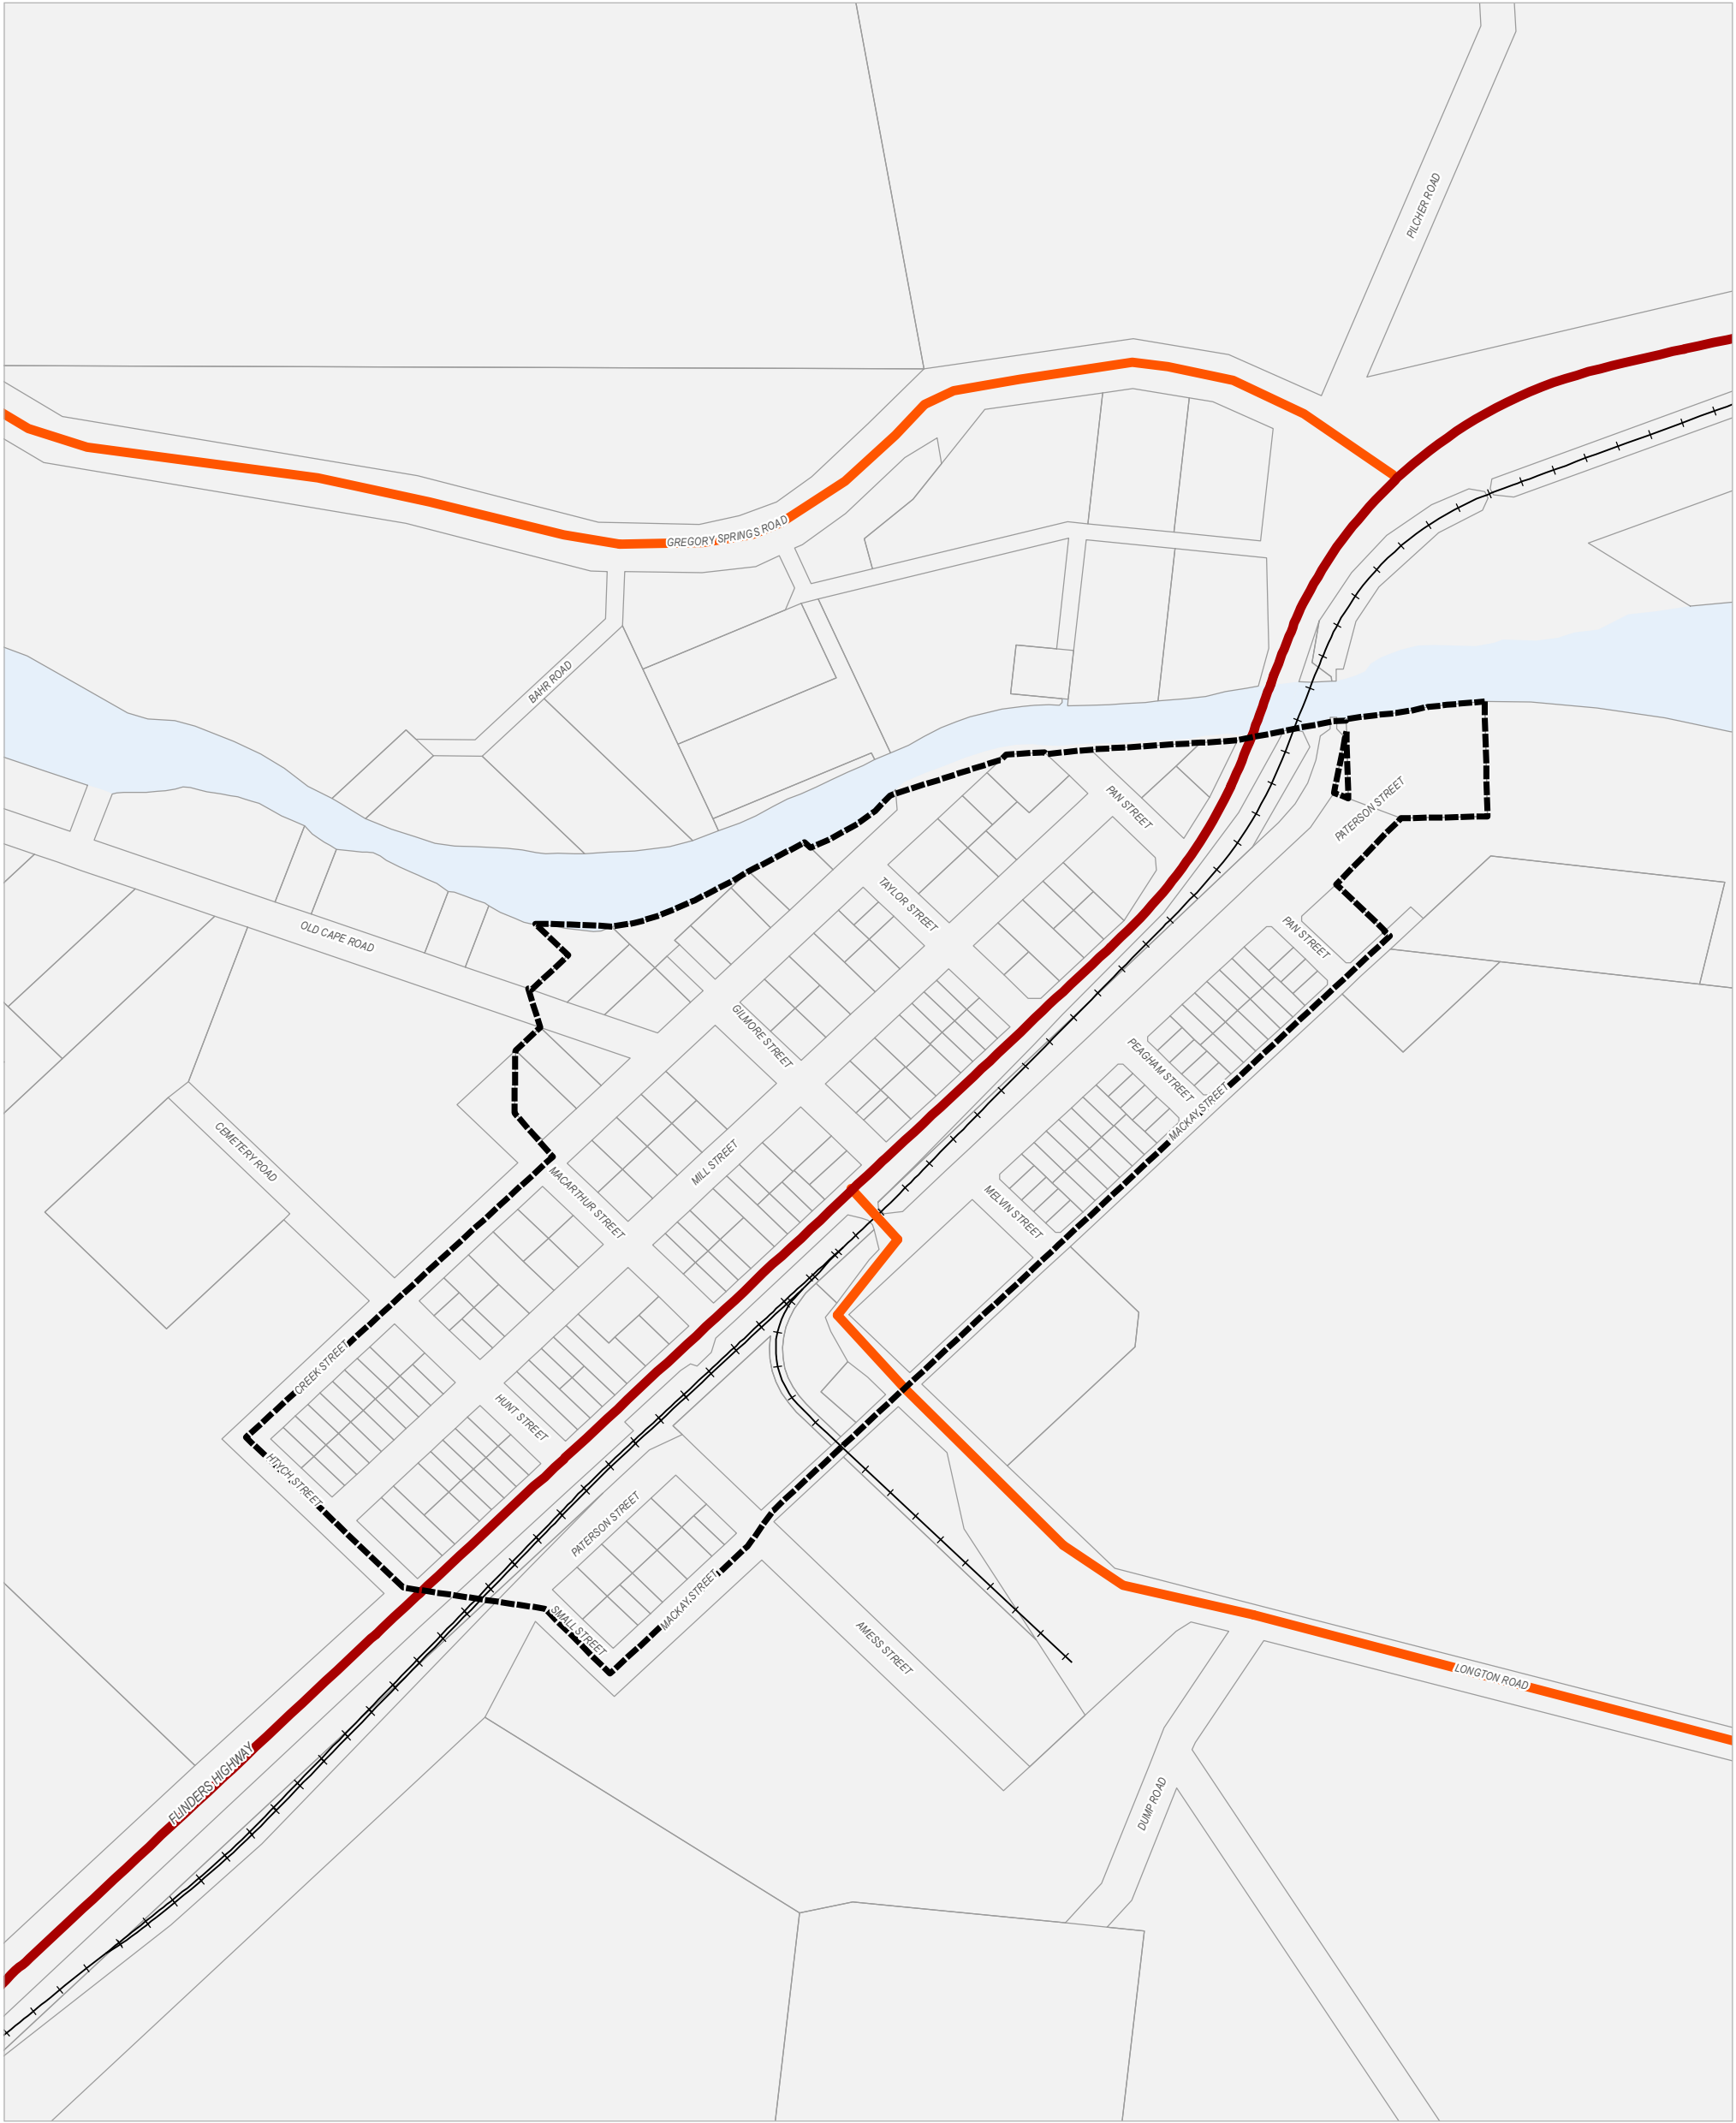 PILCHER ROAD
GREGORY SPRINGS ROAD
BAHR ROAD
PAN STREET
PATERSON STREET
TAYLOR STREET
OLD CAPE ROAD
PAN STREET
GILMORE STREET
PEAGHAM STREET
MACKAY STREET
CEMETERY ROAD
MILL STREET
MACARTHUR STREET
MELVIN STREET
CREEK STREET
HUNT STREET
HTYCH STREET
PATERSON STREET
MACKAY STREET
SMALL STREET
AMESS STREET
LONGTON ROAD
FLINDERS HIGHWAY
DUMP ROAD